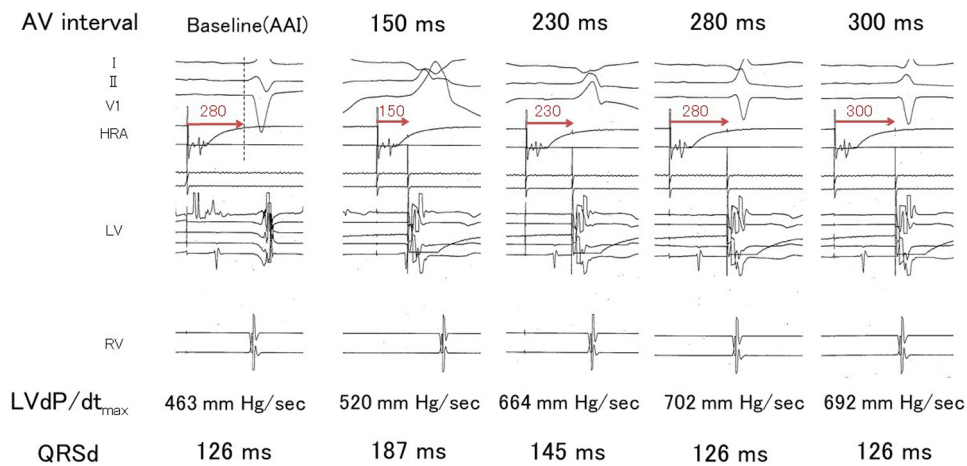 AV interval Baseline(AAI) 150 ms 230 ms 280 ms 300 ms
I
II
V1
280 150 230 280 300
HRA
LV
RV
LVdP/dtmax 463 mm Hg/sec 520 mm Hg/sec 664 mm Hg/sec 702 mm Hg/sec 692 mm Hg/sec
QRSd 126 ms 187 ms 145 ms 126 ms 126 ms